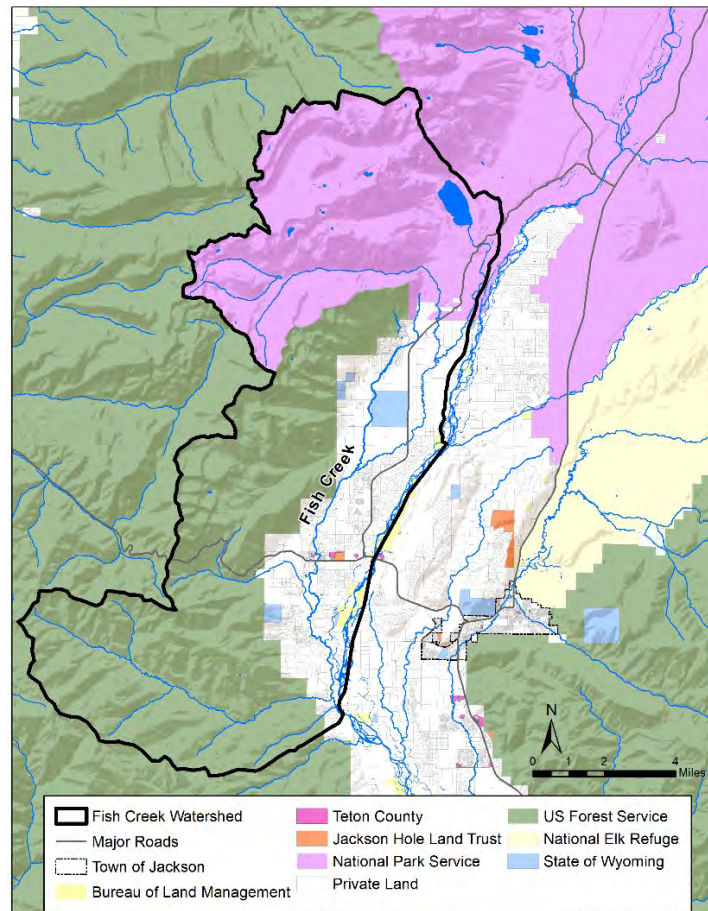 Fish Creek
N
0 2 4
Miles
Fish Creek Watershed
Major Roads
Town of Jackson
Bureau of Land Management
Teton County
Jackson Hole Land Trust
National Park Service
Private Land
US Forest Service
National Elk Refuge
State of Wyoming